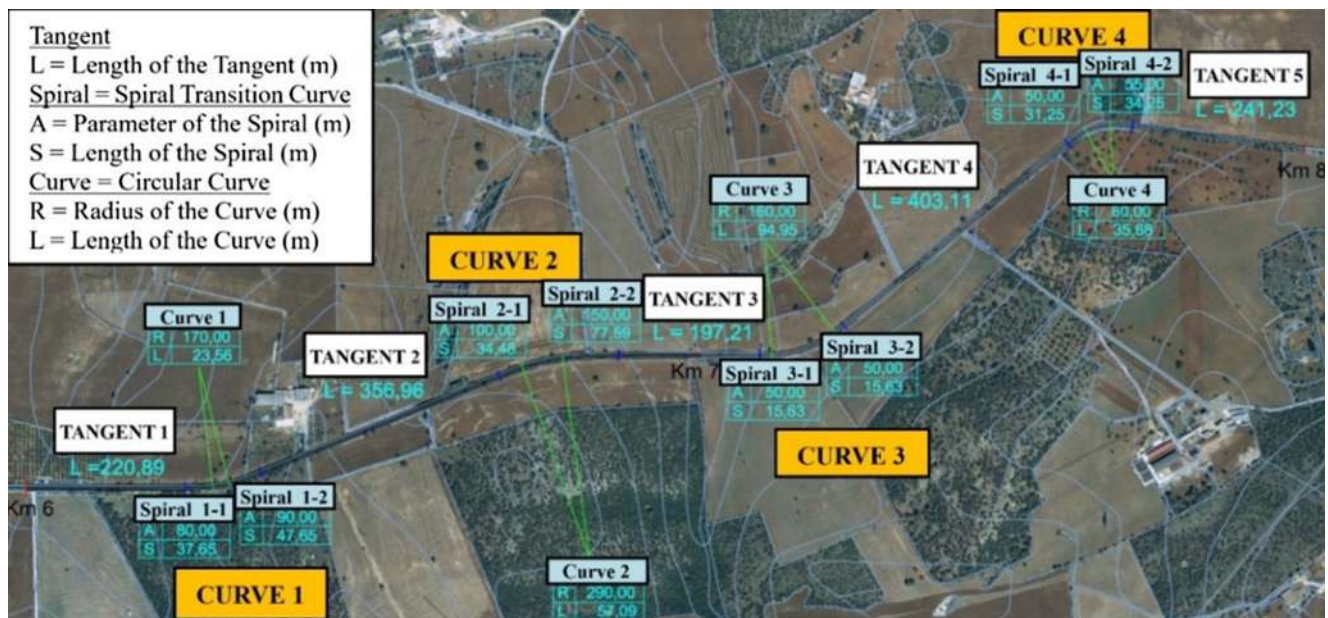 Tangent
L = Length of the Tangent (m)
Spiral = Spiral Transition Curve
A = Parameter of the Spiral (m)
S = Length of the Spiral (m)
Curve = Circular Curve
R = Radius of the Curve (m)
L = Length of the Curve (m)
TANGENT 1
L =220,89
Km 6
Curve 1
R 170,00
L 23,56
Spiral 1-1
A 80,00
S 37,65
Spiral 1-2
A 90,00
S 47,65
CURVE 1
TANGENT 2
L = 356,96
CURVE 2
Spiral 2-1
A 100,00
S 34,48
Spiral 2-2
A 150,00
S 77,59
Curve 2
R 290,00
L 57,09
TANGENT 3
L = 197,21
Km 7
Curve 3
R 160,00
L 94,95
Spiral 3-1
A 50,00
S 15,63
Spiral 3-2
A 50,00
S 15,63
CURVE 3
TANGENT 4
L = 403,11
CURVE 4
Spiral 4-1
A 50,00
S 31,25
Spiral 4-2
A 55,00
S 34,25
Curve 4
R 80,00
L 35,68
TANGENT 5
L = 241,23
Km 8